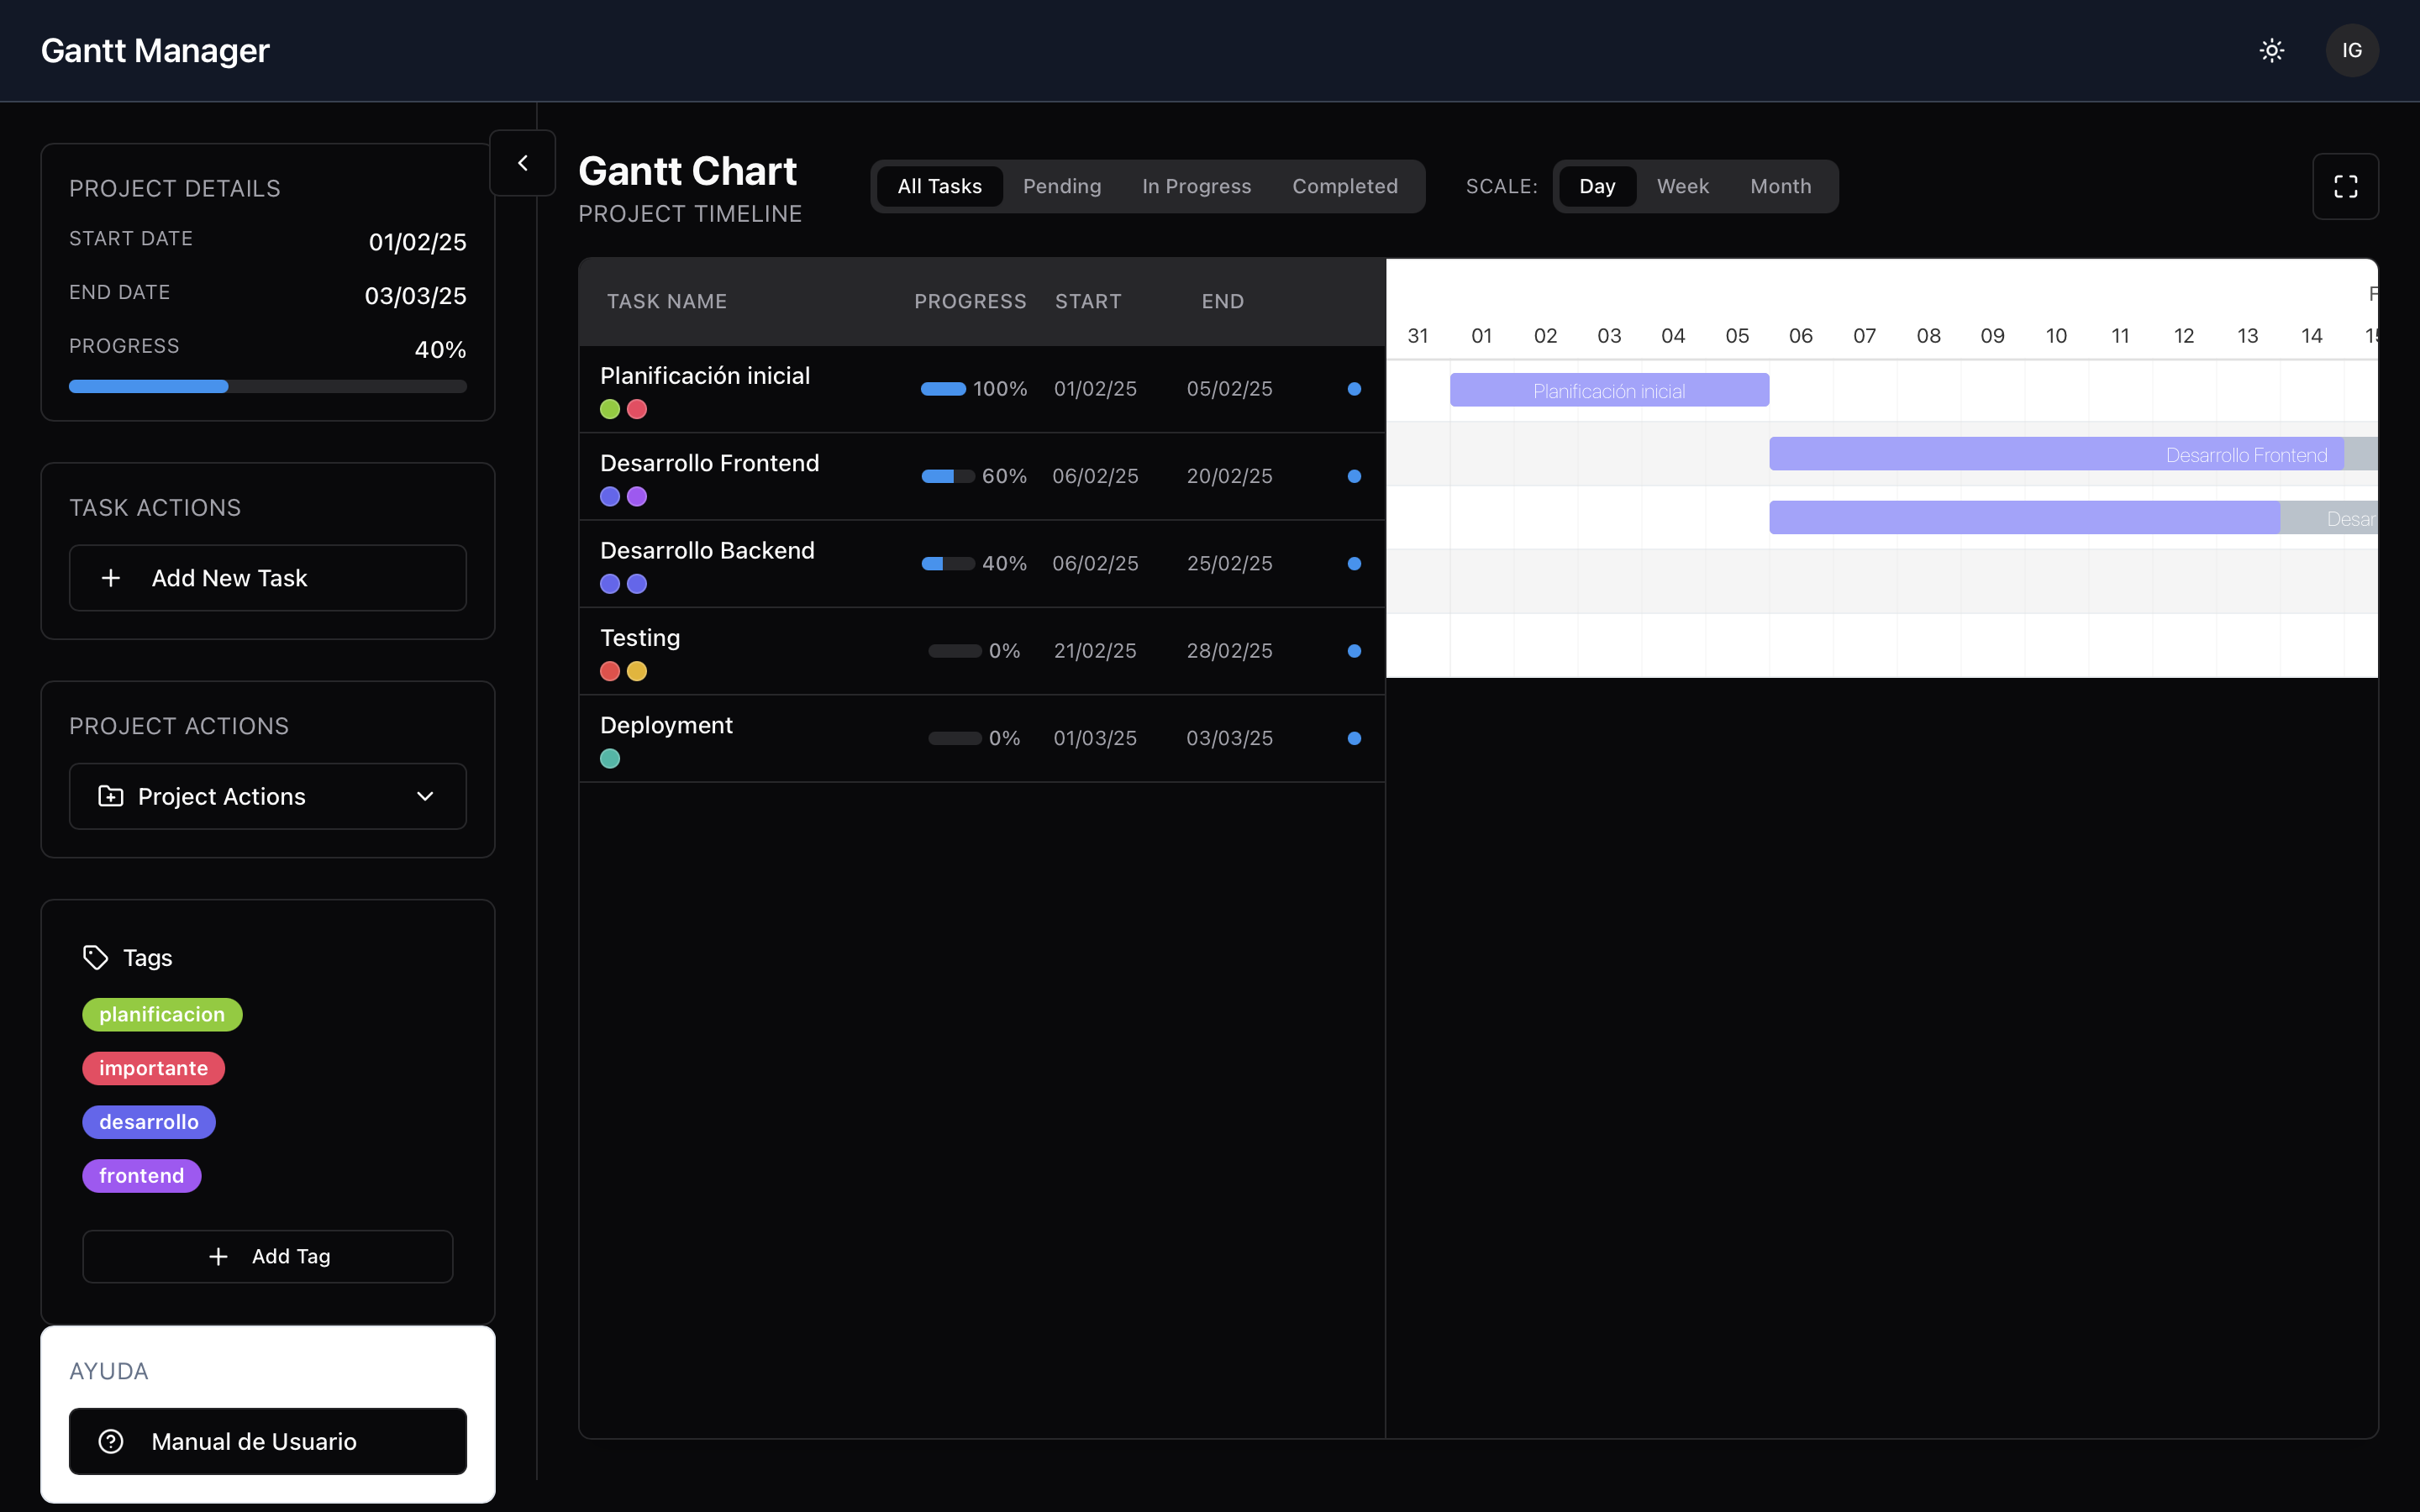 Gantt Manager
IG
PROJECT DETAILS
START DATE 01/02/25
END DATE 03/03/25
PROGRESS 40%
TASK ACTIONS
Add New Task
PROJECT ACTIONS
Project Actions
Tags
planificacion
importante
desarrollo
frontend
Add Tag
AYUDA
Manual de Usuario
Gantt Chart
PROJECT TIMELINE
All Tasks Pending In Progress Completed
SCALE: Day Week Month
TASK NAME PROGRESS START END
Planificación inicial 100% 01/02/25 05/02/25
Desarrollo Frontend 60% 06/02/25 20/02/25
Desarrollo Backend 40% 06/02/25 25/02/25
Testing 0% 21/02/25 28/02/25
Deployment 0% 01/03/25 03/03/25
31 01 02 03 04 05 06 07 08 09 10 11 12 13 14
Planificación inicial
Desarrollo Frontend
Desar